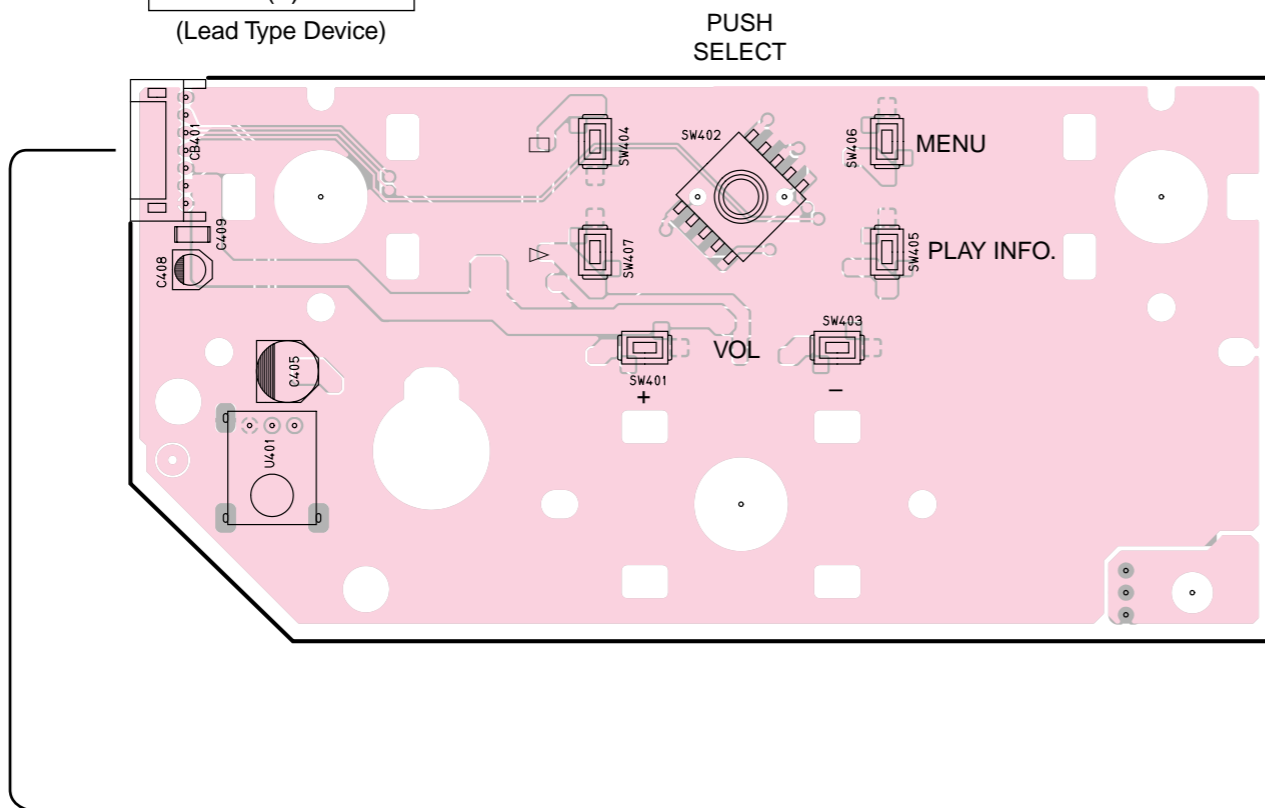 (Lead Type Device)
PUSH
SELECT
CB401
SW404
SW402
SW406
MENU
C409
C408
SW407
SW405
PLAY INFO.
SW403
VOL
C405
SW401
+
-
U401